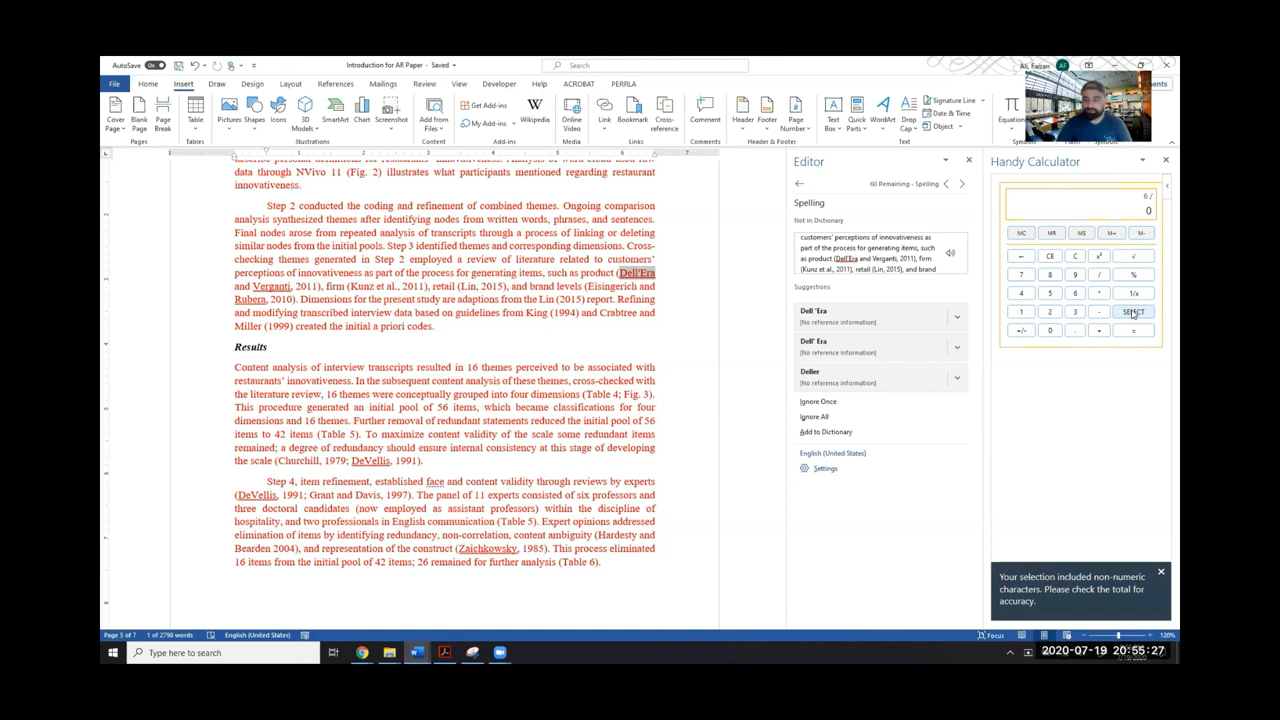 AutoSave On
Introduction for AR Paper - Saved
Search
Ali, Faizan AF
File Home Insert Draw Design Layout References Mailings Review View Developer Help ACROBAT PERRLA
Cover Page
Blank Page
Page Break
Pages
Table
Tables
Pictures
Shapes
Icons
3D Models
SmartArt
Chart
Screenshot
Illustrations
Add from Files
Content
Get Add-ins
My Add-ins
Add-ins
Wikipedia
Online Video
Media
Link
Bookmark
Cross-reference
Links
Comment
Comments
Header
Footer
Page Number
Header & Footer
Text Box
Quick Parts
WordArt
Drop Cap
Signature Line
Date & Time
Object
Text
Equation
Symbols
data through NVivo 11 (Fig. 2) illustrates what participants mentioned regarding restaurant
innovativeness.
Step 2 conducted the coding and refinement of combined themes. Ongoing comparison
analysis synthesized themes after identifying nodes from written words, phrases, and sentences.
Final nodes arose from repeated analysis of transcripts through a process of linking or deleting
similar nodes from the initial pools. Step 3 identified themes and corresponding dimensions. Cross-
checking themes generated in Step 2 employed a review of literature related to customers'
perceptions of innovativeness as part of the process for generating items, such as product (Dell'Era
and Verganti, 2011), firm (Kunz et al., 2011), retail (Lin, 2015), and brand levels (Eisingerich and
Rubera, 2010). Dimensions for the present study are adaptions from the Lin (2015) report. Refining
and modifying transcribed interview data based on guidelines from King (1994) and Crabtree and
Miller (1999) created the initial a priori codes.
Results
Content analysis of interview transcripts resulted in 16 themes perceived to be associated with
restaurants' innovativeness. In the subsequent content analysis of these themes, cross-checked with
the literature review, 16 themes were conceptually grouped into four dimensions (Table 4; Fig. 3).
This procedure generated an initial pool of 56 items, which became classifications for four
dimensions and 16 themes. Further removal of redundant statements reduced the initial pool of 56
items to 42 items (Table 5). To maximize content validity of the scale some redundant items
remained; a degree of redundancy should ensure internal consistency at this stage of developing
the scale (Churchill, 1979; DeVellis, 1991).
Step 4, item refinement, established face and content validity through reviews by experts
(DeVellis, 1991; Grant and Davis, 1997). The panel of 11 experts consisted of six professors and
three doctoral candidates (now employed as assistant professors) within the discipline of
hospitality, and two professionals in English communication (Table 5). Expert opinions addressed
elimination of items by identifying redundancy, non-correlation, content ambiguity (Hardesty and
Bearden 2004), and representation of the construct (Zaichkowsky, 1985). This process eliminated
16 items from the initial pool of 42 items; 26 remained for further analysis (Table 6).
Editor
60 Remaining - Spelling
Spelling
Not in Dictionary
customers' perceptions of innovativeness as
part of the process for generating items, such
as product (Dell'Era and Verganti, 2011), firm
(Kunz et al., 2011), retail (Lin, 2015), and brand
Suggestions
Dell 'Era
[No reference information]
Dell' Era
[No reference information]
Deller
[No reference information]
Ignore Once
Ignore All
Add to Dictionary
English (United States)
Settings
Handy Calculator
6 /
0
MC MR MS M+ M-
← CE C x² √
7 8 9 / %
4 5 6 * 1/x
1 2 3 - SELECT
+/- 0 . + =
Your selection included non-numeric
characters. Please check the total for
accuracy.
Page 5 of 7 1 of 2798 words English (United States) Focus 120%
Type here to search
2020-07-19 20:55:27